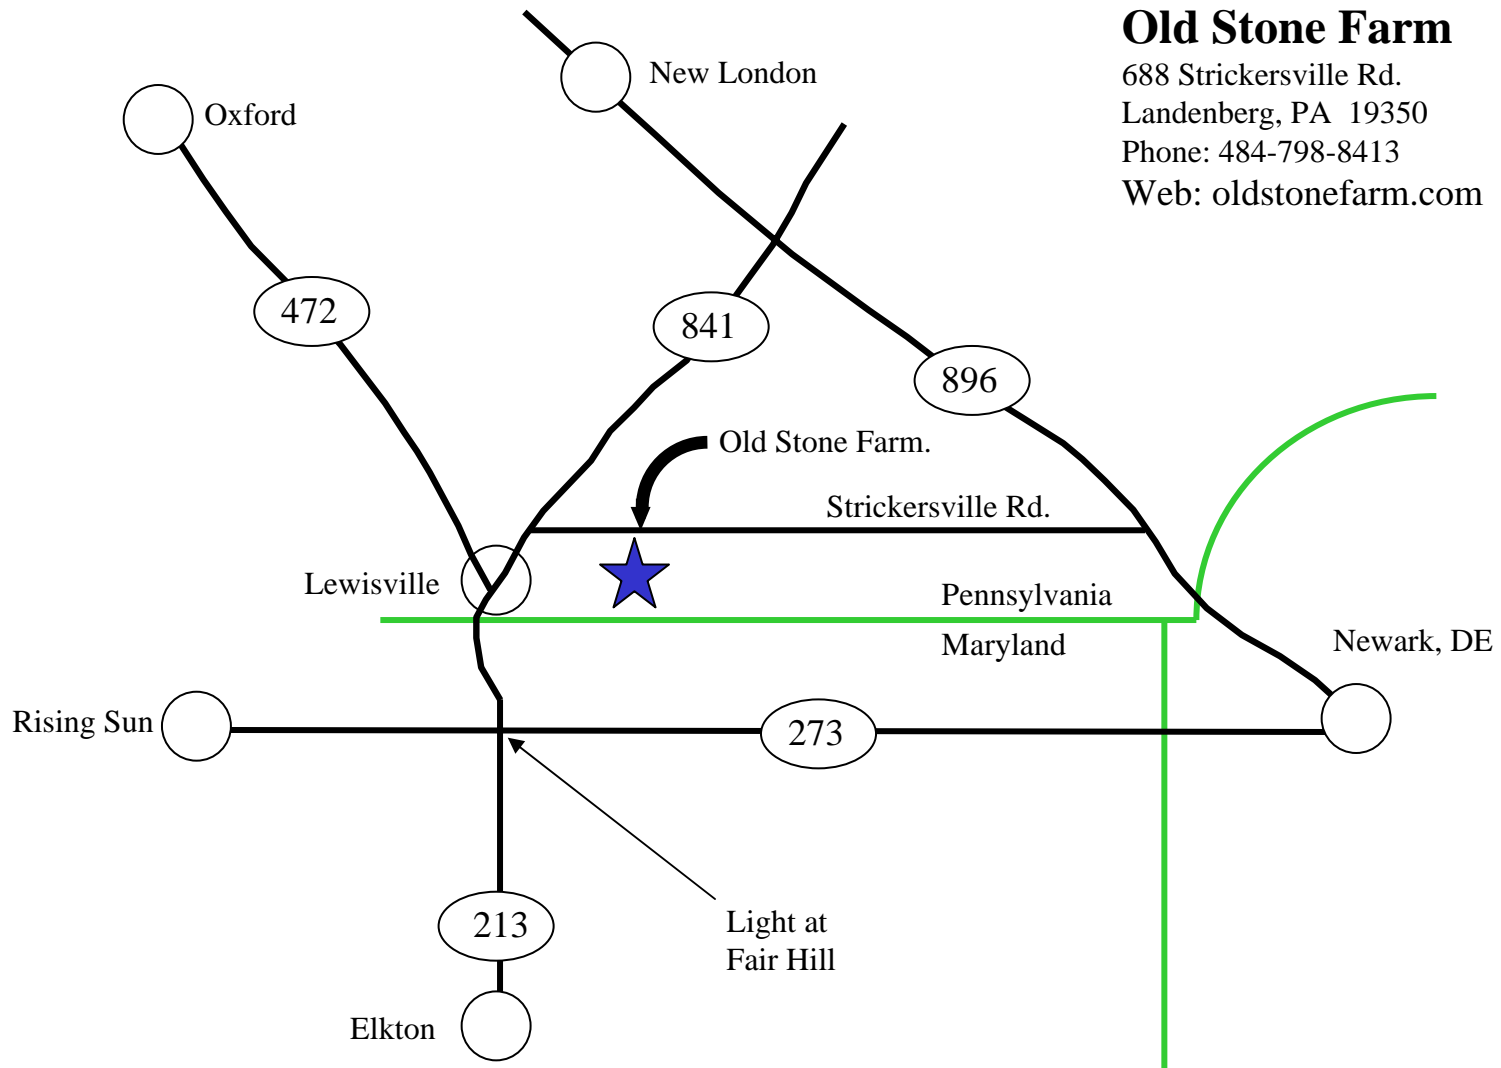 Old Stone Farm
688 Strickersville Rd.
Landenberg, PA  19350
Phone: 484-798-8413
Web: oldstonefarm.com
New London
Oxford
472
841
896
Old Stone Farm.
Strickersville Rd.
Lewisville
Pennsylvania
Maryland
Newark, DE
Rising Sun
273
213
Light at
Fair Hill
Elkton